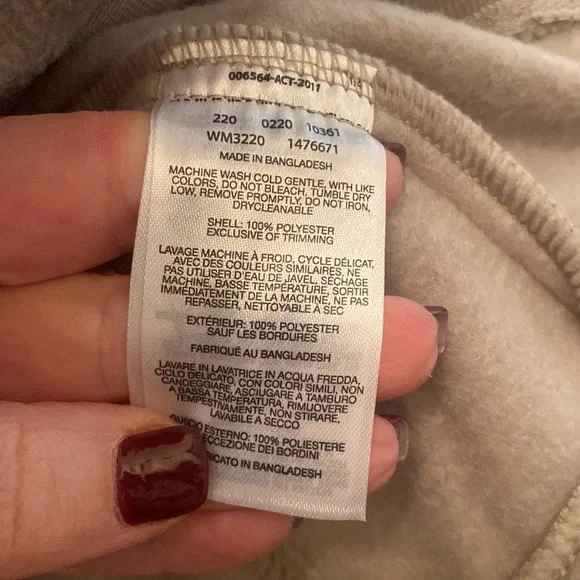 006564-ACT-2011
220 0220 10361
WM3220 1476671
MADE IN BANGLADESH
MACHINE WASH COLD GENTLE, WITH LIKE
COLORS, DO NOT BLEACH, TUMBLE DRY
LOW, REMOVE PROMPTLY, DO NOT IRON,
DRYCLEANABLE
SHELL: 100% POLYESTER
EXCLUSIVE OF TRIMMING
LAVAGE MACHINE À FROID, CYCLE DÉLICAT,
AVEC DES COULEURS SIMILAIRES, NE
PAS UTILISER D'EAU DE JAVEL, SÉCHAGE
MACHINE, BASSE TEMPÉRATURE, SORTIR
IMMÉDIATEMENT DE LA MACHINE, NE PAS
REPASSER, NETTOYABLE À SEC
EXTÉRIEUR: 100% POLYESTER
SAUF LES BORDURES
FABRIQUÉ AU BANGLADESH
LAVARE IN LAVATRICE IN ACQUA FREDDA,
CICLO DELICATO, CON COLORI SIMILI, NON
CANDEGGIARE, ASCIUGARE A TAMBURO
A BASSA TEMPERATURA, RIMUOVERE
TEMPESTIVAMENTE, NON STIRARE,
LAVABILE A SECCO
GUSCIO ESTERNO: 100% POLIESTERE
ECCEZIONE DEI BORDINI
RICATO IN BANGLADESH